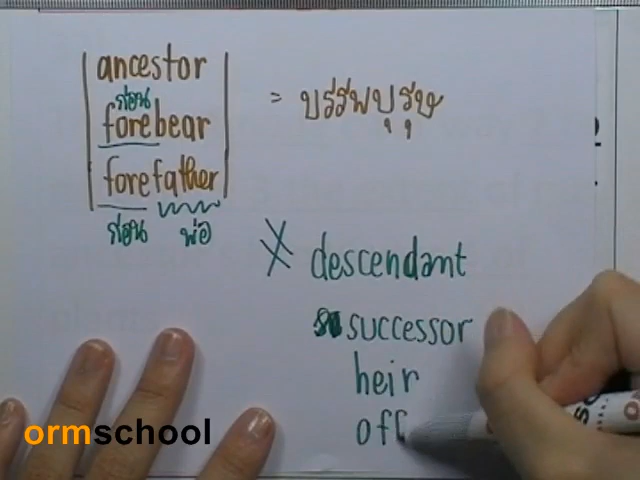 ancestor
ก่อน
forebear
forefather
ก่อน พ่อ
= บรรพบุรุษ
descendant
successor
heir
off
ormschool